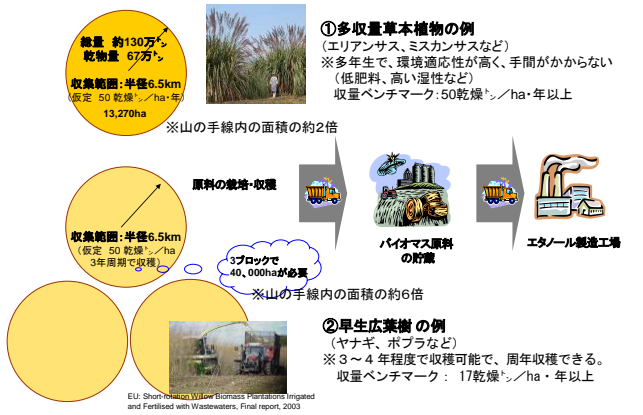 総量　約130万㌧
乾物量　67万㌧
収集範囲：半径6.5km
（仮定　50 乾燥㌧／ha・年）
13,270ha
①多収量草本植物の例
（エリアンサス、ミスカンサスなど）
※多年生で、環境適応性が高く、手間がかからない
（低肥料、高い湿性など）
収量ベンチマーク：50乾燥㌧／ha・年以上
※山の手線内の面積の約2倍
原料の栽培・収穫
バイオマス原料
の貯蔵
エタノール製造工場
収集範囲：半径6.5km
（仮定　50 乾燥㌧／ha
3年周期で収穫）
3ブロックで
40、000haが必要
※山の手線内の面積の約6倍
②早生広葉樹 の例
（ヤナギ、ポプラなど）
※３～４年程度で収穫可能で、周年収穫できる。
収量ベンチマーク：　17乾燥㌧／ha・年以上
EU: Short-rotation Willow Biomass Plantations Irrigated
and Fertilised with Wastewaters, Final report, 2003